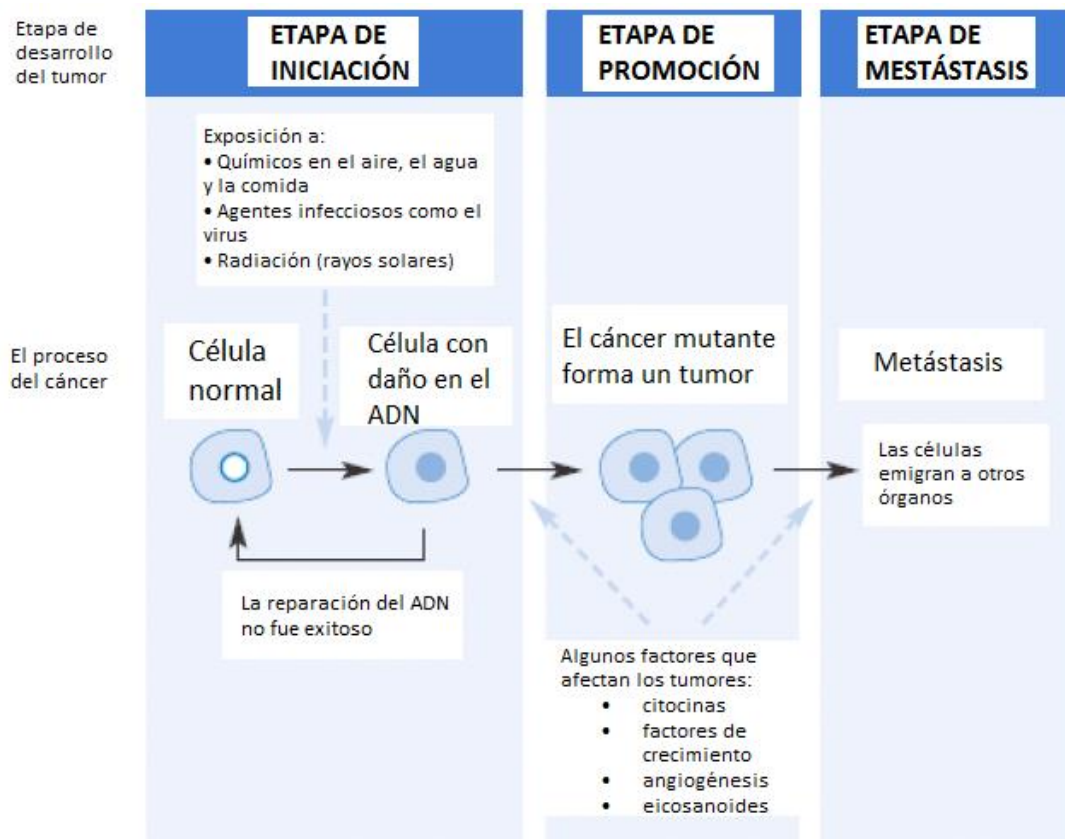 Etapa de
desarrollo
del tumor
ETAPA DE
INICIACIÓN
ETAPA DE
PROMOCIÓN
ETAPA DE
MESTÁSTASIS
Exposición a:
• Químicos en el aire, el agua
y la comida
• Agentes infecciosos como el
virus
• Radiación (rayos solares)
El proceso
del cáncer
Célula
normal
Célula con
daño en el
ADN
El cáncer mutante
forma un tumor
Metástasis
Las células
emigran a otros
órganos
La reparación del ADN
no fue exitoso
Algunos factores que
afectan los tumores:
• citocinas
• factores de
crecimiento
• angiogénesis
• eicosanoides